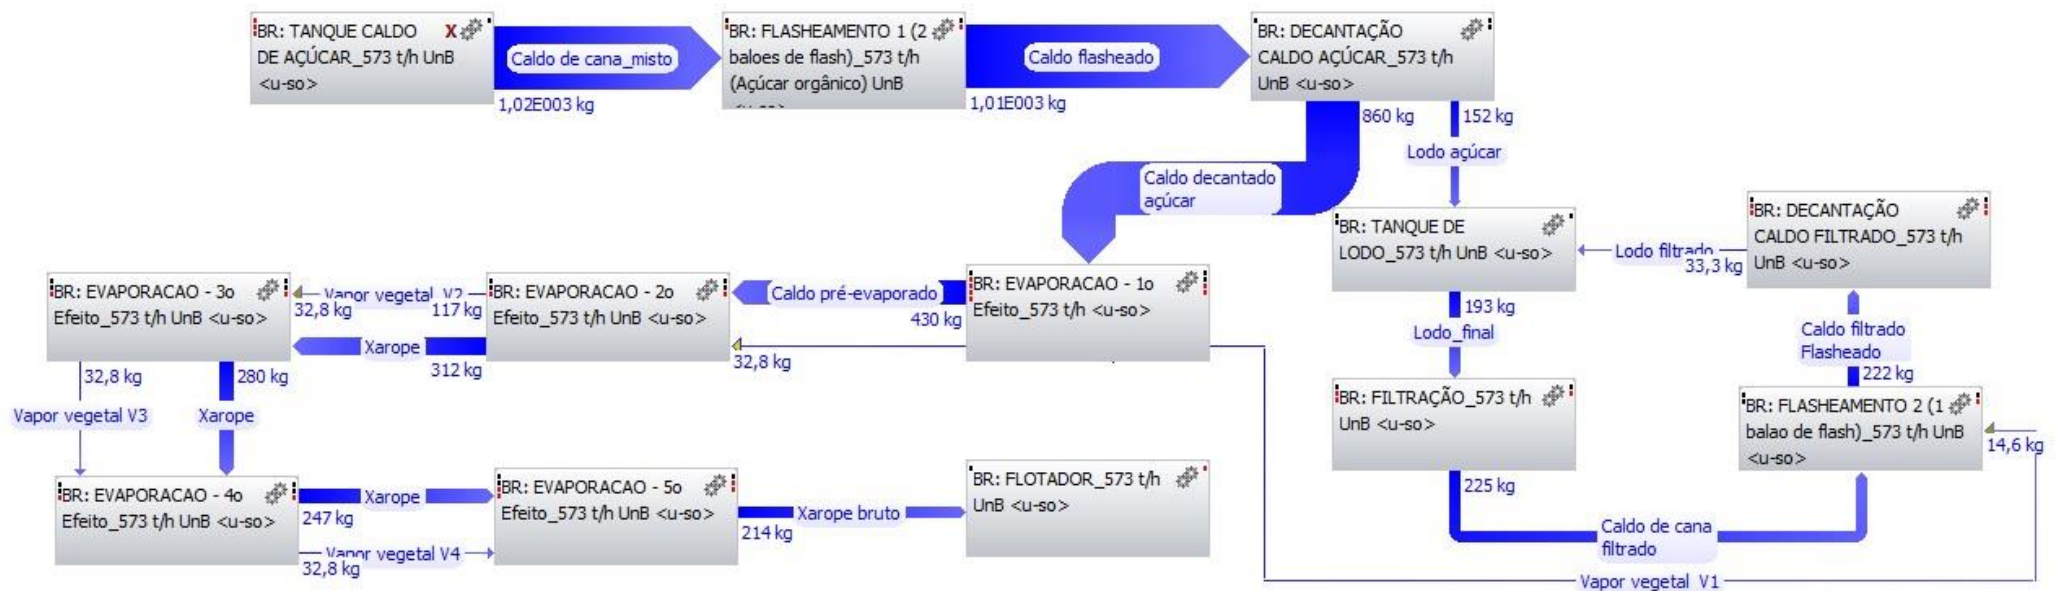 BR: TANQUE CALDO X
DE AÇÚCAR_573 t/h UnB
<u-so>
Caldo de cana_misto
1,02E003 kg
BR: FLASHEAMENTO 1 (2
baloes de flash)_573 t/h
(Açúcar orgânico) UnB
<u-so>
Caldo flasheado
1,01E003 kg
BR: DECANTAÇÃO
CALDO AÇÚCAR_573 t/h
UnB <u-so>
860 kg
152 kg
Lodo açúcar
Caldo decantado
açúcar
BR: TANQUE DE
LODO_573 t/h UnB <u-so>
Lodo filtrado
33,3 kg
BR: DECANTAÇÃO
CALDO FILTRADO_573 t/h
UnB <u-so>
BR: EVAPORACAO - 3o
Efeito_573 t/h UnB <u-so>
Vapor vegetal V2
32,8 kg
117 kg
BR: EVAPORACAO - 2o
Efeito_573 t/h UnB <u-so>
Caldo pré-evaporado
430 kg
BR: EVAPORACAO - 1o
Efeito_573 t/h <u-so>
Xarope
312 kg
32,8 kg
193 kg
Lodo_final
Caldo filtrado
Flasheado
222 kg
32,8 kg
280 kg
Vapor vegetal V3
Xarope
BR: FILTRAÇÃO_573 t/h
UnB <u-so>
BR: FLASHEAMENTO 2 (1
balao de flash)_573 t/h UnB
<u-so>
14,6 kg
BR: EVAPORACAO - 4o
Efeito_573 t/h UnB <u-so>
Xarope
247 kg
Vapor vegetal V4
32,8 kg
BR: EVAPORACAO - 5o
Efeito_573 t/h UnB <u-so>
Xarope bruto
214 kg
BR: FLOTADOR_573 t/h
UnB <u-so>
225 kg
Caldo de cana
filtrado
Vapor vegetal V1